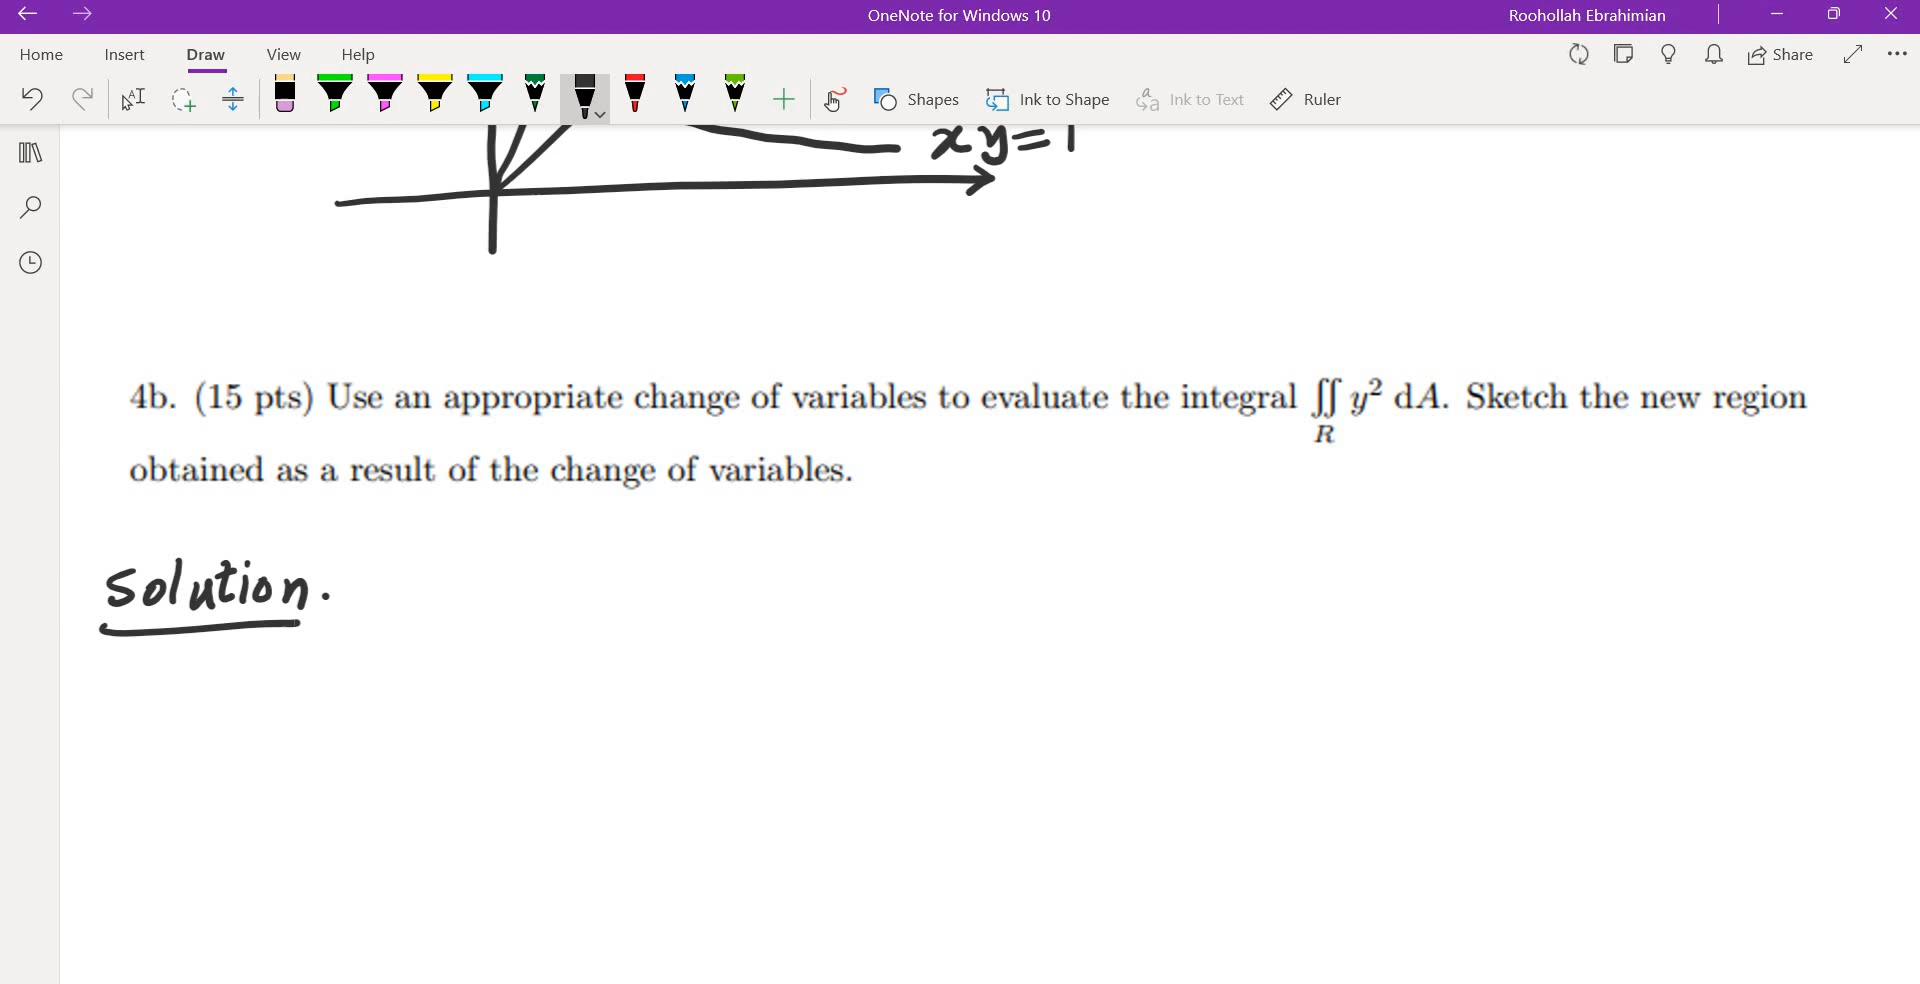 OneNote for Windows 10
Roohollah Ebrahimian
Home Insert Draw View Help
Share
Shapes Ink to Shape Ink to Text Ruler
xy=1
4b. (15 pts) Use an appropriate change of variables to evaluate the integral ∬_R y² dA. Sketch the new region
obtained as a result of the change of variables.
Solution.